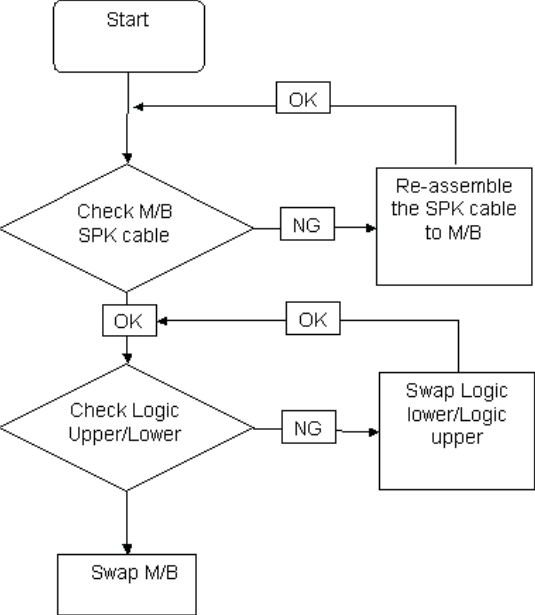 Start
OK
Check M/B
SPK cable
NG
Re-assemble
the SPK cable
to M/B
OK
OK
Check Logic
Upper/Lower
NG
Swap Logic
lower/Logic
upper
Swap M/B